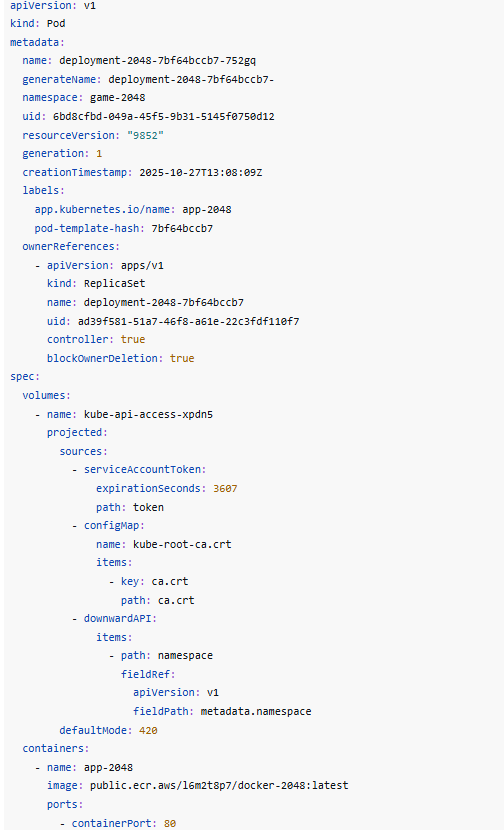 apiVersion: v1
kind: Pod
metadata:
  name: deployment-2048-7bf64bccb7-752gq
  generateName: deployment-2048-7bf64bccb7-
  namespace: game-2048
  uid: 6bd8cfbd-049a-45f5-9b31-5145f0750d12
  resourceVersion: "9852"
  generation: 1
  creationTimestamp: 2025-10-27T13:08:09Z
  labels:
    app.kubernetes.io/name: app-2048
    pod-template-hash: 7bf64bccb7
  ownerReferences:
    - apiVersion: apps/v1
      kind: ReplicaSet
      name: deployment-2048-7bf64bccb7
      uid: ad39f581-51a7-46f8-a61e-22c3fdf110f7
      controller: true
      blockOwnerDeletion: true
spec:
  volumes:
    - name: kube-api-access-xpdn5
      projected:
        sources:
          - serviceAccountToken:
              expirationSeconds: 3607
              path: token
          - configMap:
              name: kube-root-ca.crt
              items:
                - key: ca.crt
                  path: ca.crt
          - downwardAPI:
              items:
                - path: namespace
                  fieldRef:
                    apiVersion: v1
                    fieldPath: metadata.namespace
        defaultMode: 420
  containers:
    - name: app-2048
      image: public.ecr.aws/l6m2t8p7/docker-2048:latest
      ports:
        - containerPort: 80